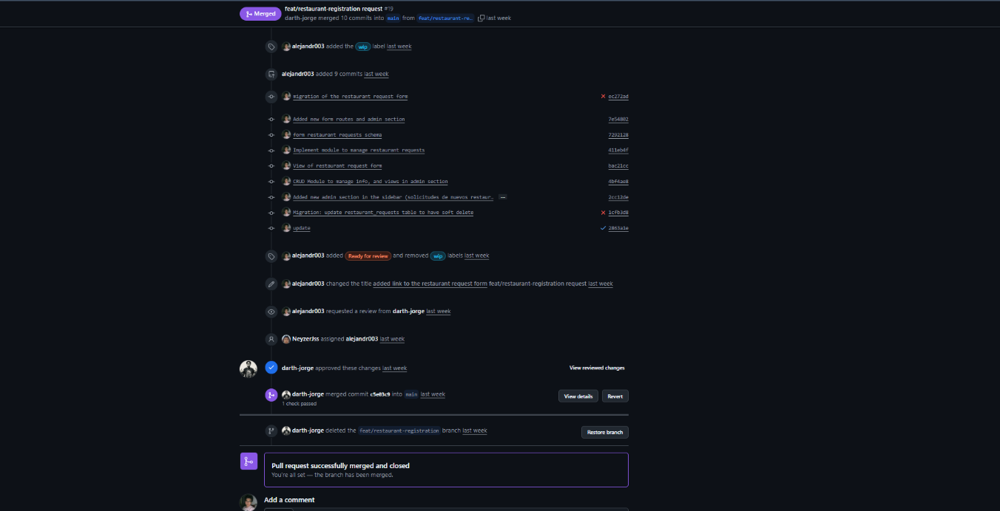 Merged
feat/restaurant-registration request #19
darth-jorge merged 10 commits into main from feat/restaurant-re… last week
alejandr003 added the wip label last week
alejandr003 added 9 commits last week
migration of the restaurant request form ec272ad
Added new form routes and admin section 7e54802
form restaurant requests schema 7292128
Implement module to manage restaurant requests 411eb4f
View of restaurant request form bac21cc
CRUD Module to manage info, and views in admin section 4bf4ae8
Added new admin section in the sidebar (solicitudes de nuevos restaur… 2cc12de
Migration: update restaurant_requests table to have soft delete 1cfb3d8
update 2863a1e
alejandr003 added Ready for review and removed wip labels last week
alejandr003 changed the title added link to the restaurant request form feat/restaurant-registration request last week
alejandr003 requested a review from darth-jorge last week
NeyzerJss assigned alejandr003 last week
darth-jorge approved these changes last week View reviewed changes
darth-jorge merged commit c5e03c9 into main last week View details Revert
1 check passed
darth-jorge deleted the feat/restaurant-registration branch last week Restore branch
Pull request successfully merged and closed
You're all set — the branch has been merged.
Add a comment